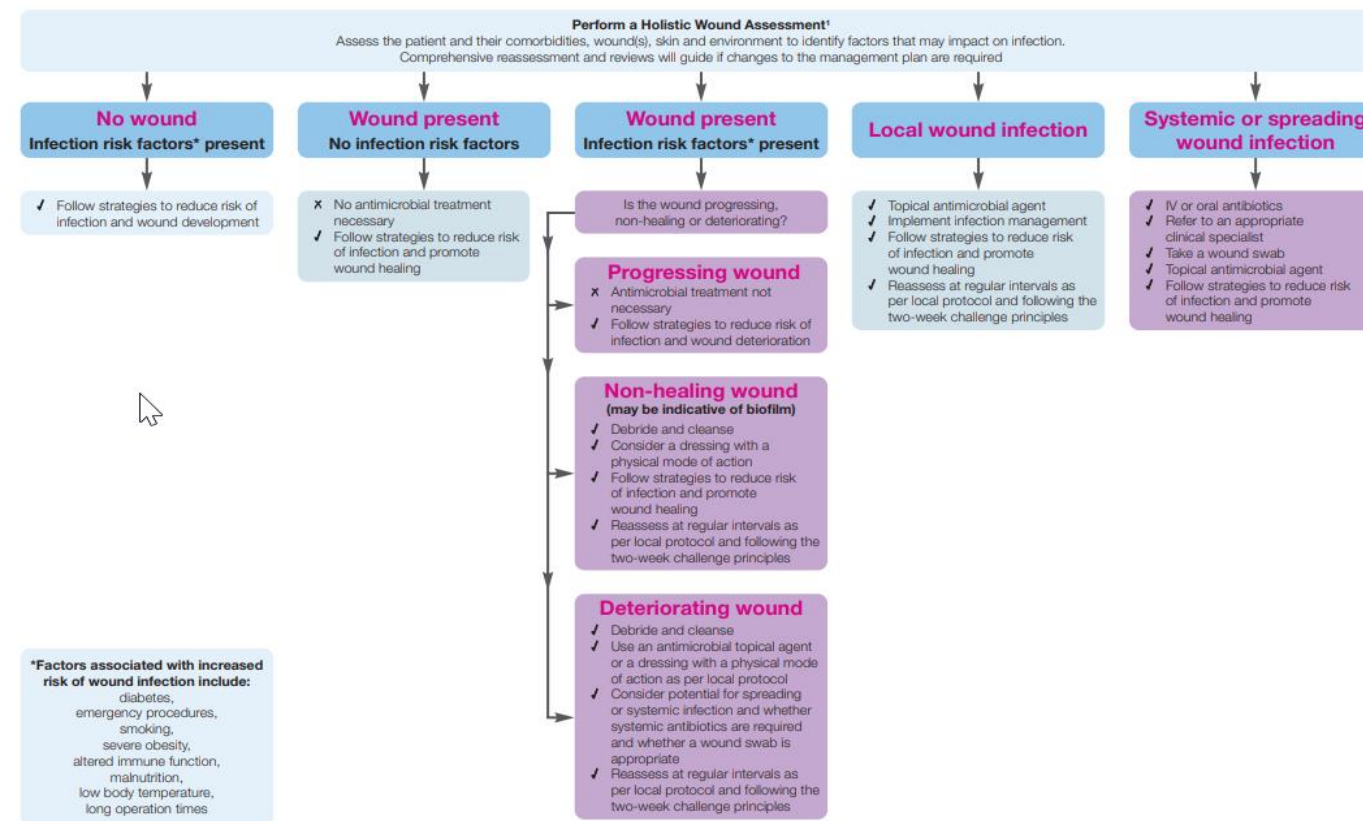 Perform a Holistic Wound Assessment¹
Assess the patient and their comorbidities, wound(s), skin and environment to identify factors that may impact on infection.
Comprehensive reassessment and reviews will guide if changes to the management plan are required
No wound
Infection risk factors* present
✓ Follow strategies to reduce risk of
infection and wound development
Wound present
No infection risk factors
✗ No antimicrobial treatment
necessary
✓ Follow strategies to reduce risk
of infection and promote
wound healing
Wound present
Infection risk factors* present
Is the wound progressing,
non-healing or deteriorating?
Progressing wound
✗ Antimicrobial treatment not
necessary
✓ Follow strategies to reduce risk of
infection and wound deterioration
Non-healing wound
(may be indicative of biofilm)
✓ Debride and cleanse
✓ Consider a dressing with a
physical mode of action
✓ Follow strategies to reduce risk
of infection and promote
wound healing
✓ Reassess at regular intervals as
per local protocol and following the
two-week challenge principles
Deteriorating wound
✓ Debride and cleanse
✓ Use an antimicrobial topical agent
or a dressing with a physical mode
of action as per local protocol
✓ Consider potential for spreading
or systemic infection and whether
systemic antibiotics are required
and whether a wound swab is
appropriate
✓ Reassess at regular intervals as
per local protocol and following the
two-week challenge principles
Local wound infection
✓ Topical antimicrobial agent
✓ Implement infection management
✓ Follow strategies to reduce risk
of infection and promote
wound healing
✓ Reassess at regular intervals as
per local protocol and following the
two-week challenge principles
Systemic or spreading
wound infection
✓ IV or oral antibiotics
✓ Refer to an appropriate
clinical specialist
✓ Take a wound swab
✓ Topical antimicrobial agent
✓ Follow strategies to reduce risk
of infection and promote
wound healing
*Factors associated with increased
risk of wound infection include:
diabetes,
emergency procedures,
smoking,
severe obesity,
altered immune function,
malnutrition,
low body temperature,
long operation times